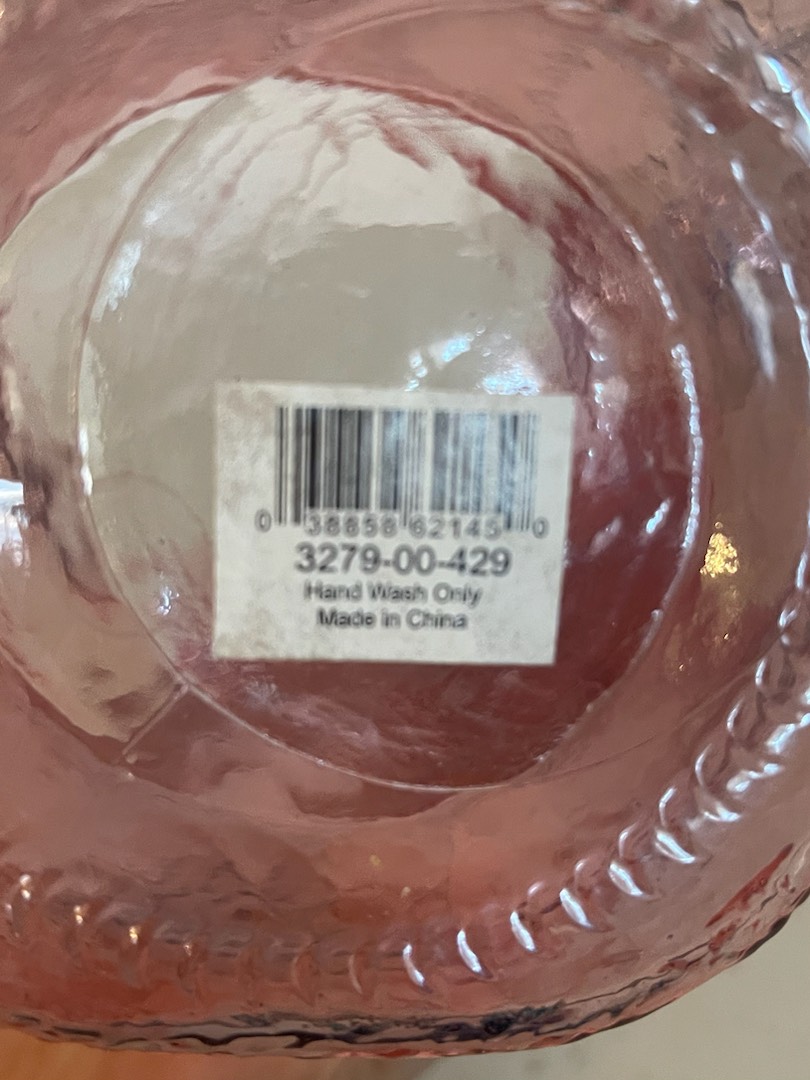 0 38858 62145 0
3279-00-429
Hand Wash Only
Made in China